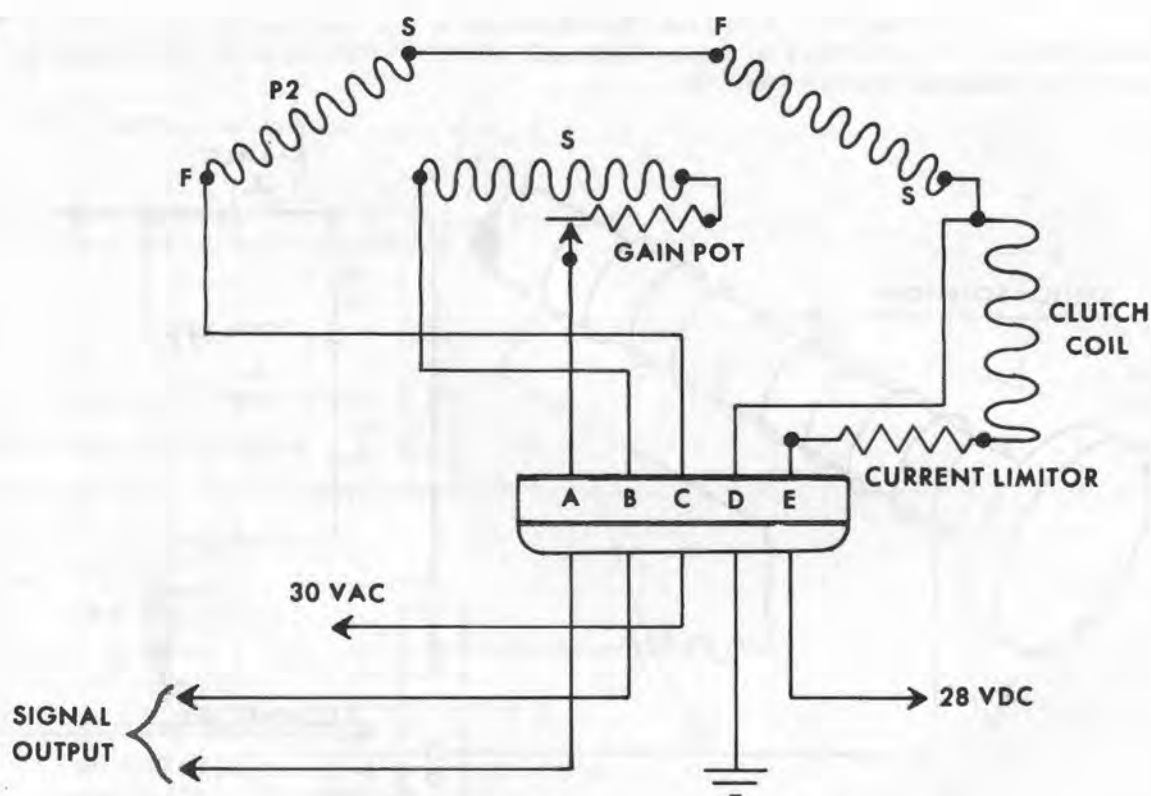 S
F
P2
S
F
S
GAIN POT
CLUTCH
COIL
CURRENT LIMITOR
A B C D E
30 VAC
28 VDC
SIGNAL
OUTPUT